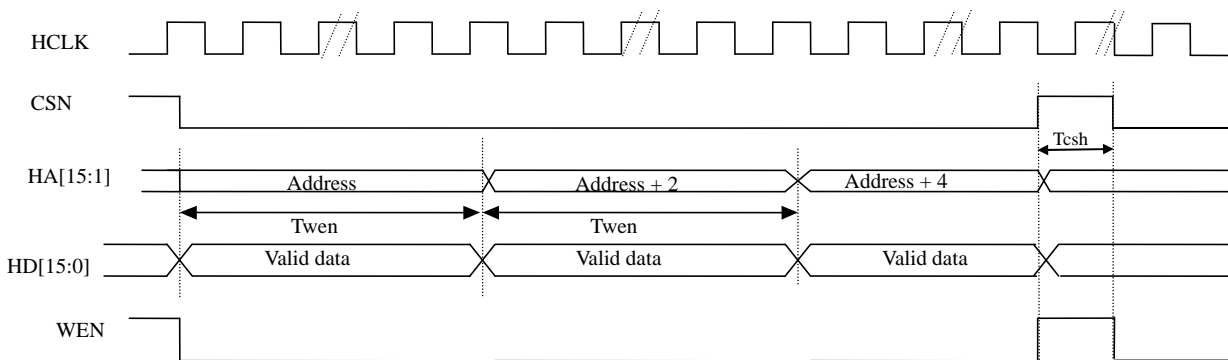 HCLK
CSN
Tcsh
HA[15:1]
Address
Address + 2
Address + 4
Twen
Twen
HD[15:0]
Valid data
Valid data
Valid data
WEN